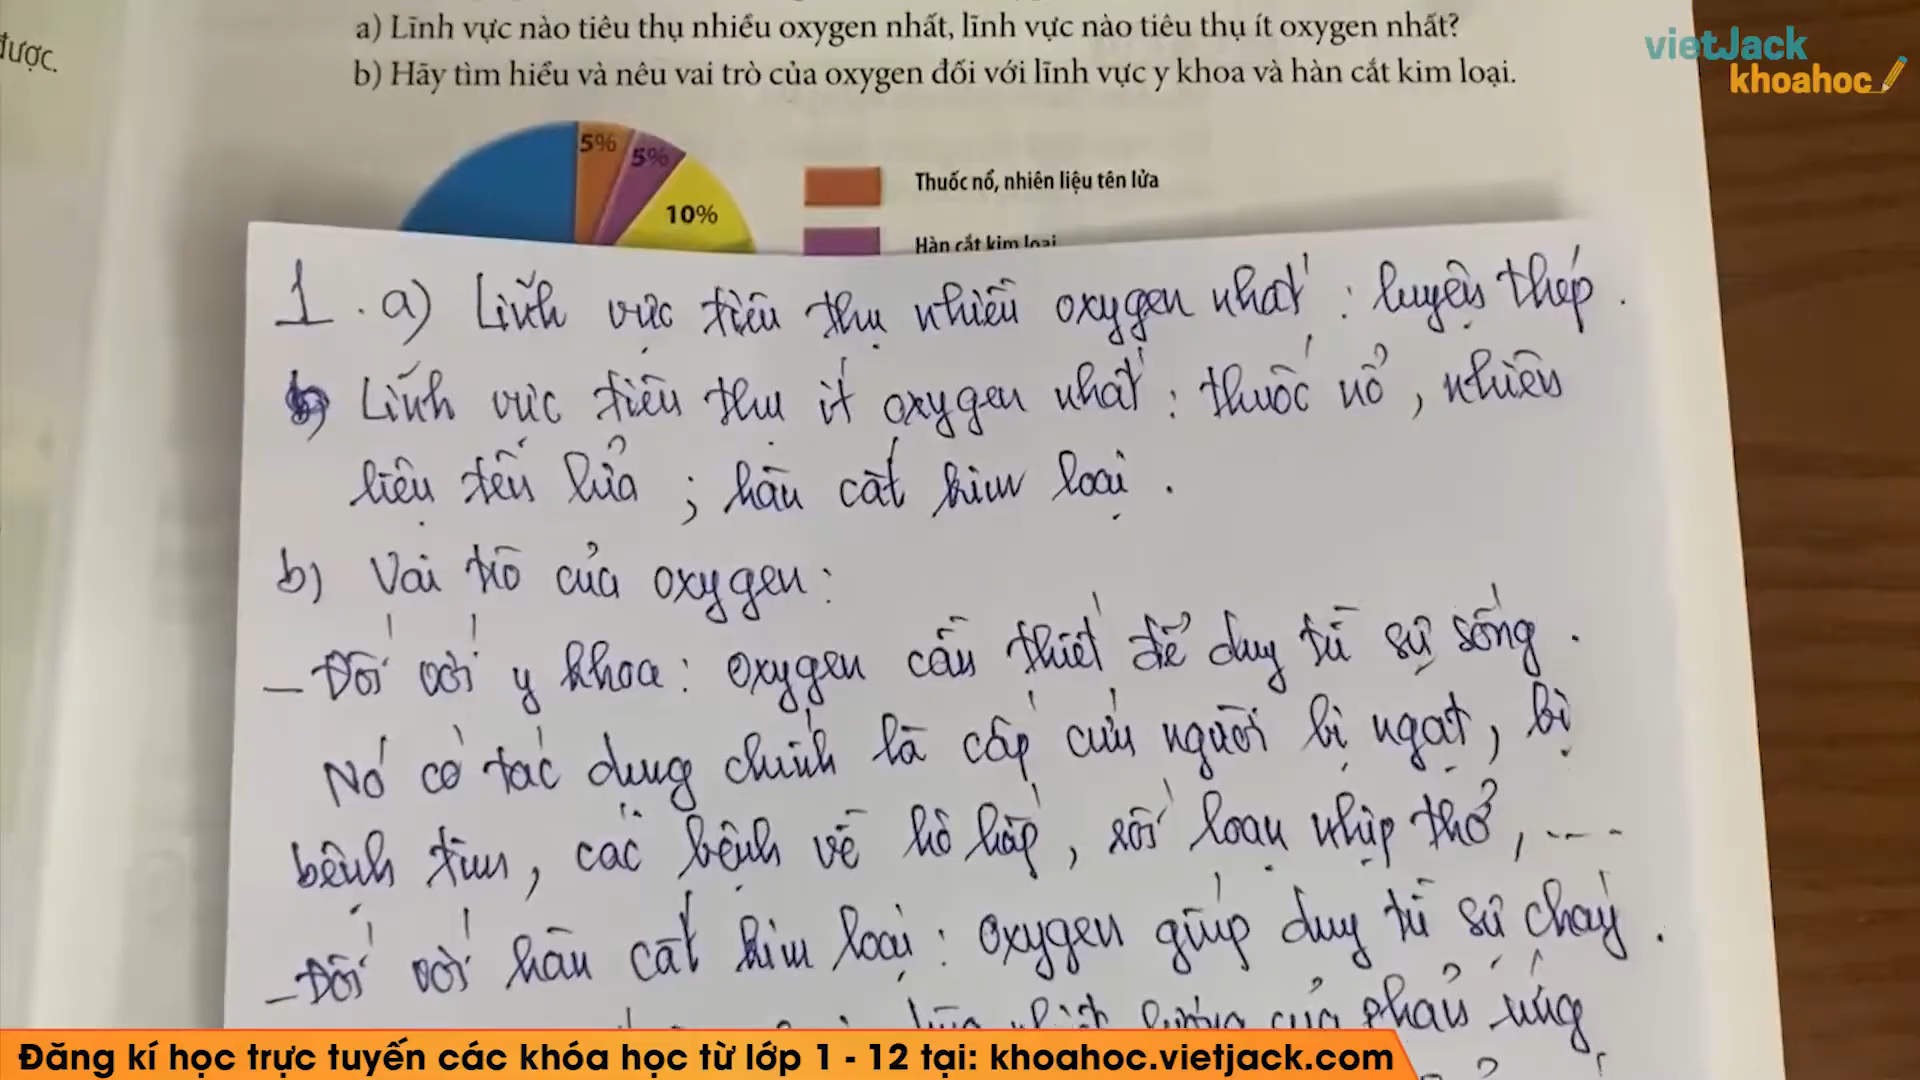 được.
a) Lĩnh vực nào tiêu thụ nhiều oxygen nhất, lĩnh vực nào tiêu thụ ít oxygen nhất?
b) Hãy tìm hiểu và nêu vai trò của oxygen đối với lĩnh vực y khoa và hàn cắt kim loại.
vietJack
khoahoc
5%
5%
10%
Thuốc nổ, nhiên liệu tên lửa
Hàn cắt kim loại
1. a) Lĩnh vực tiêu thụ nhiều oxygen nhất : luyện thép.
Lĩnh vực tiêu thụ ít oxygen nhất : thuốc nổ, nhiên
liệu tên lửa ; hàn cắt kim loại.
b) Vai trò của oxygen:
- Đối với y khoa: oxygen cần thiết để duy trì sự sống.
Nó có tác dụng chính là cấp cứu người bị ngạt, bị
bệnh tim, các bệnh về hô hấp, rối loạn nhịp thở, ....
- Đối với hàn cắt kim loại: oxygen giúp duy trì sự cháy.
lượng của phản ứng
Đăng kí học trực tuyến các khóa học từ lớp 1 - 12 tại: khoahoc.vietjack.com